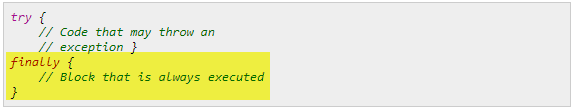 try {
    // Code that may throw an
    // exception }
finally {
    // Block that is always executed
}